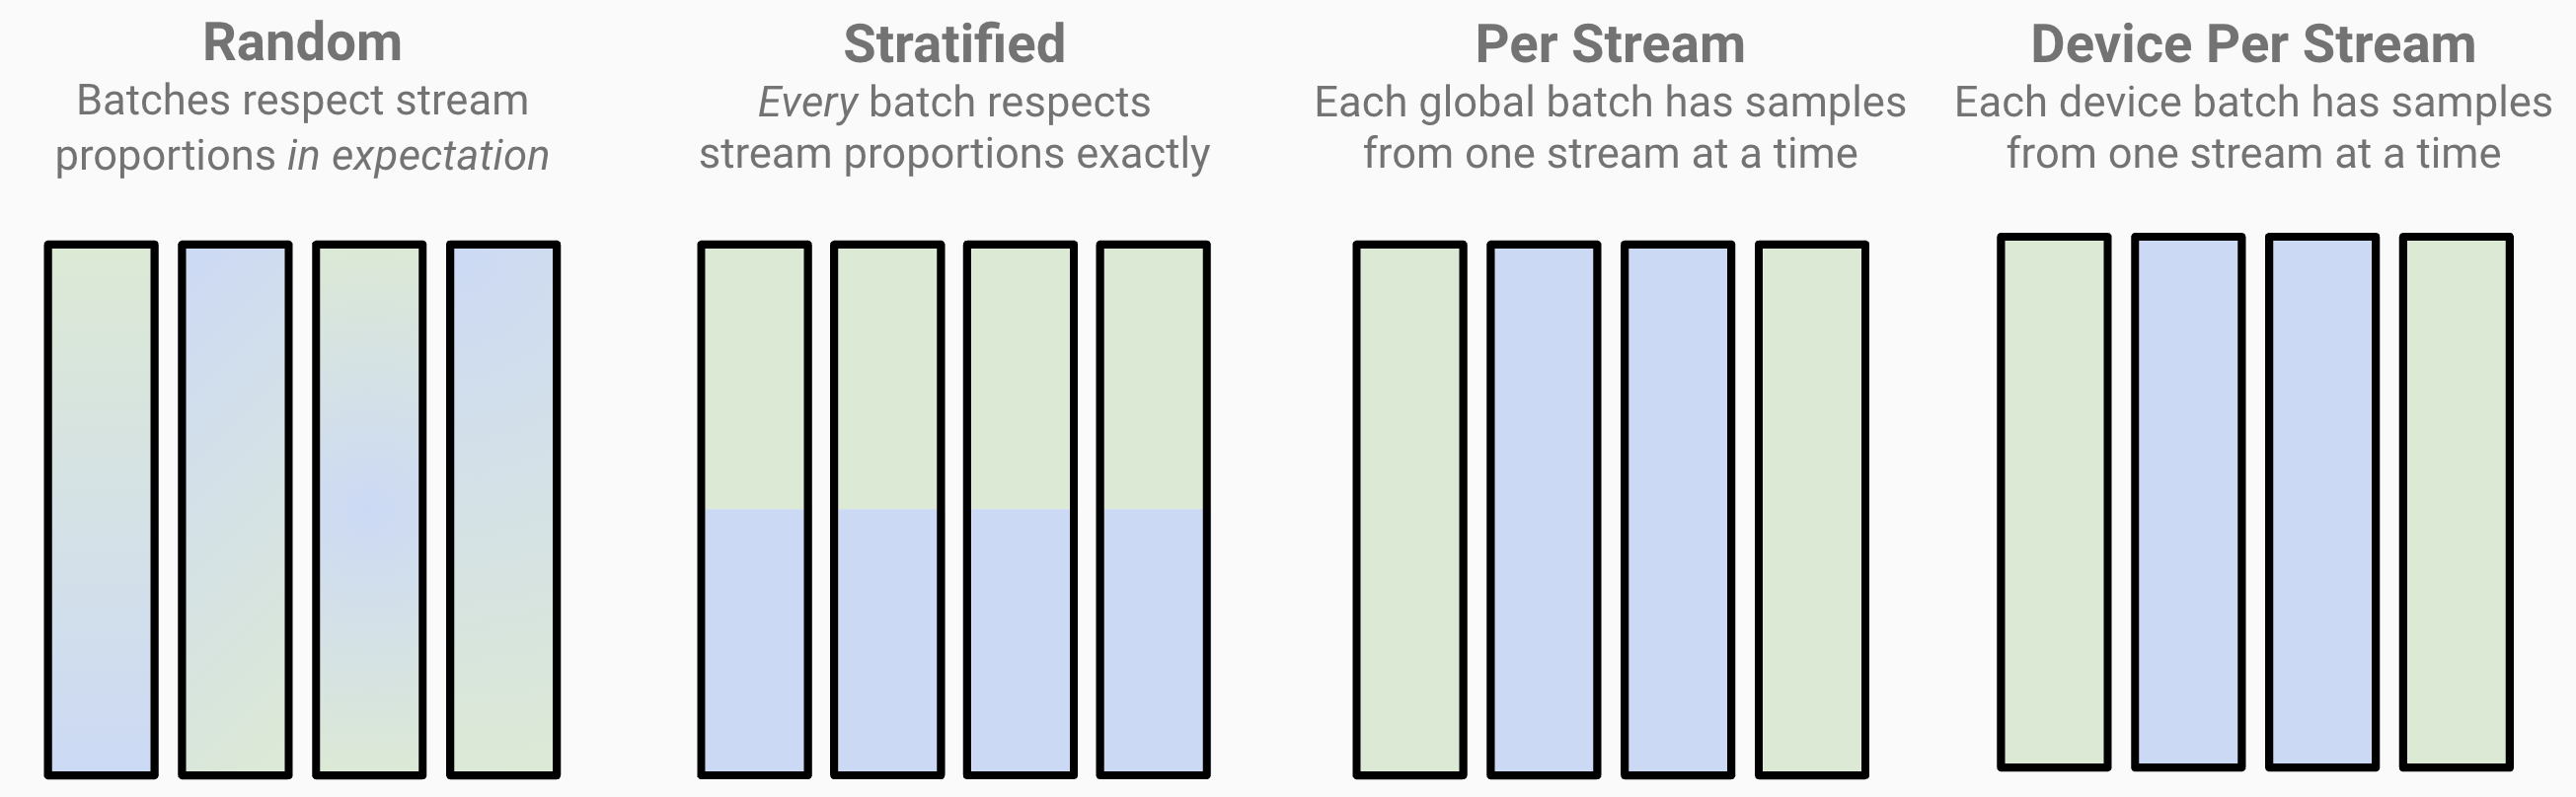 Random
Batches respect stream
proportions in expectation
Stratified
Every batch respects
stream proportions exactly
Per Stream
Each global batch has samples
from one stream at a time
Device Per Stream
Each device batch has samples
from one stream at a time